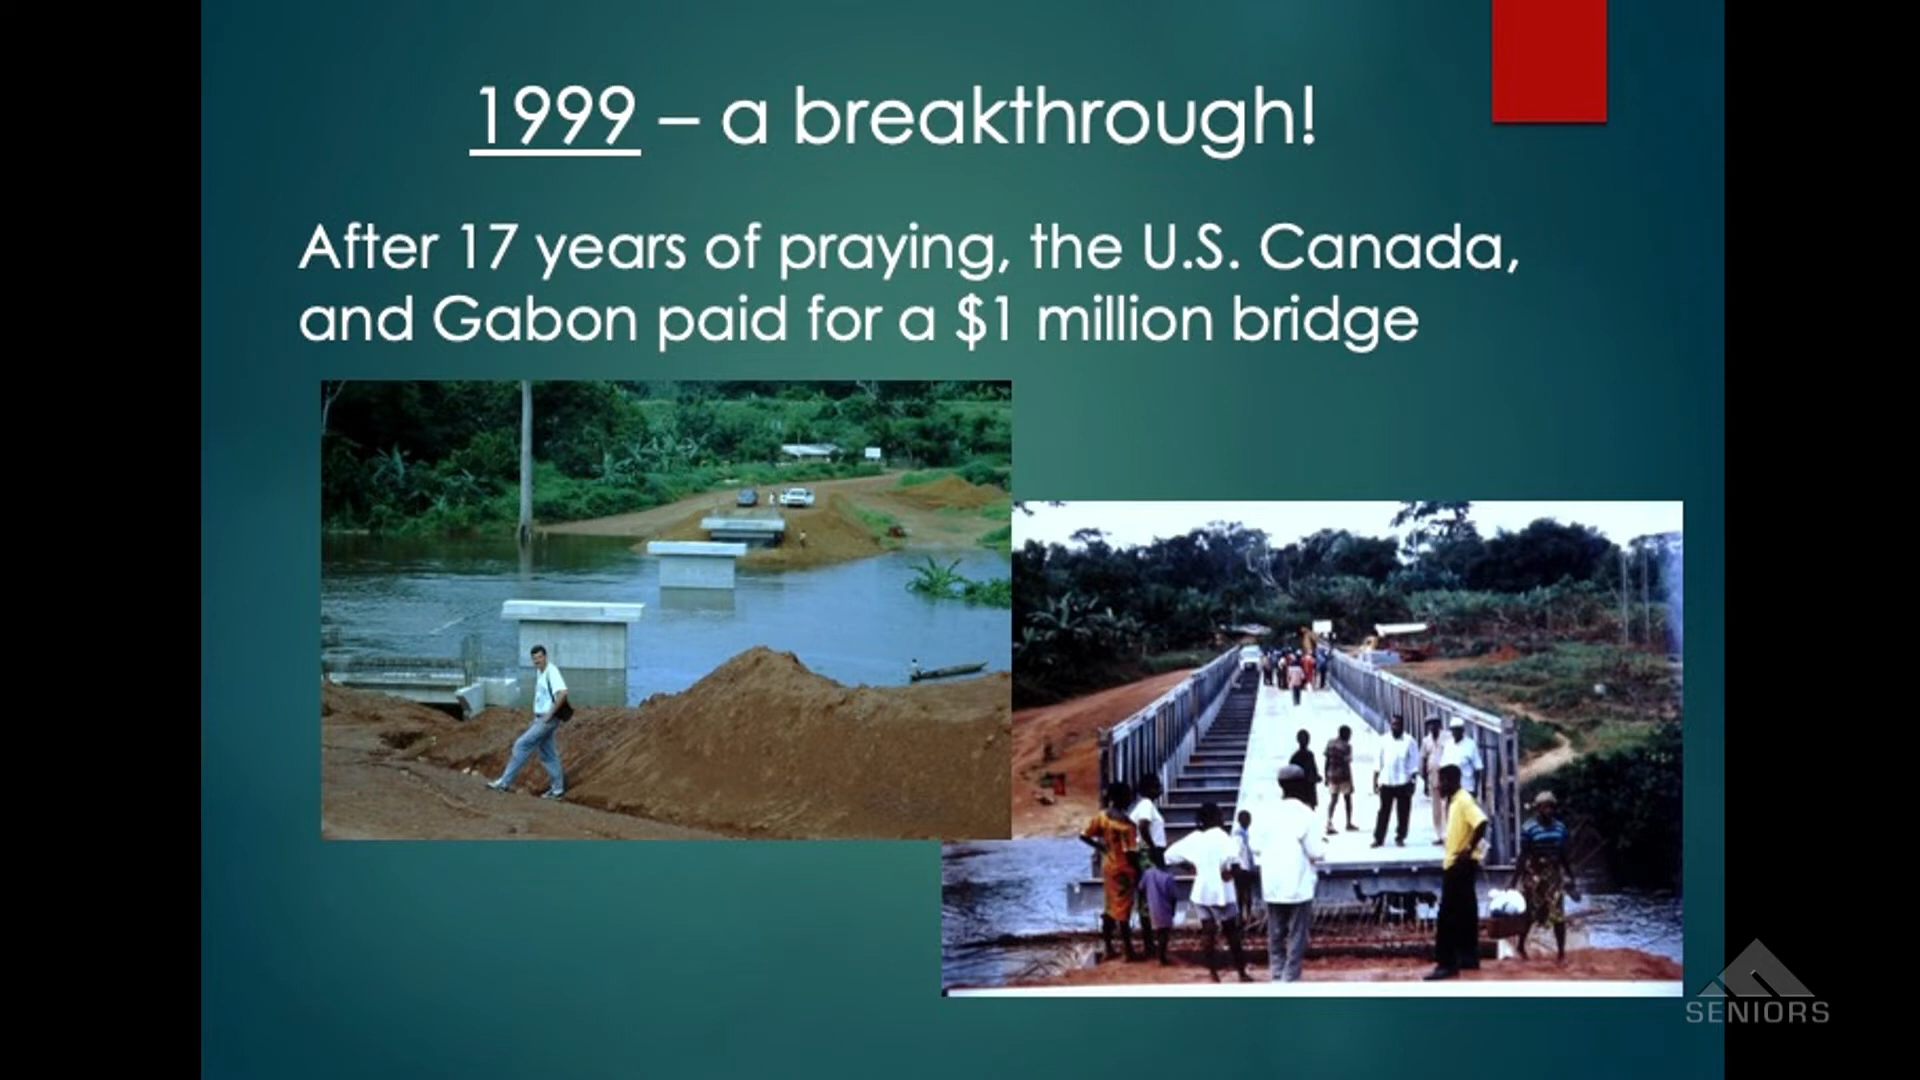 1999 – a breakthrough!
After 17 years of praying, the U.S. Canada,
and Gabon paid for a $1 million bridge
SENIORS